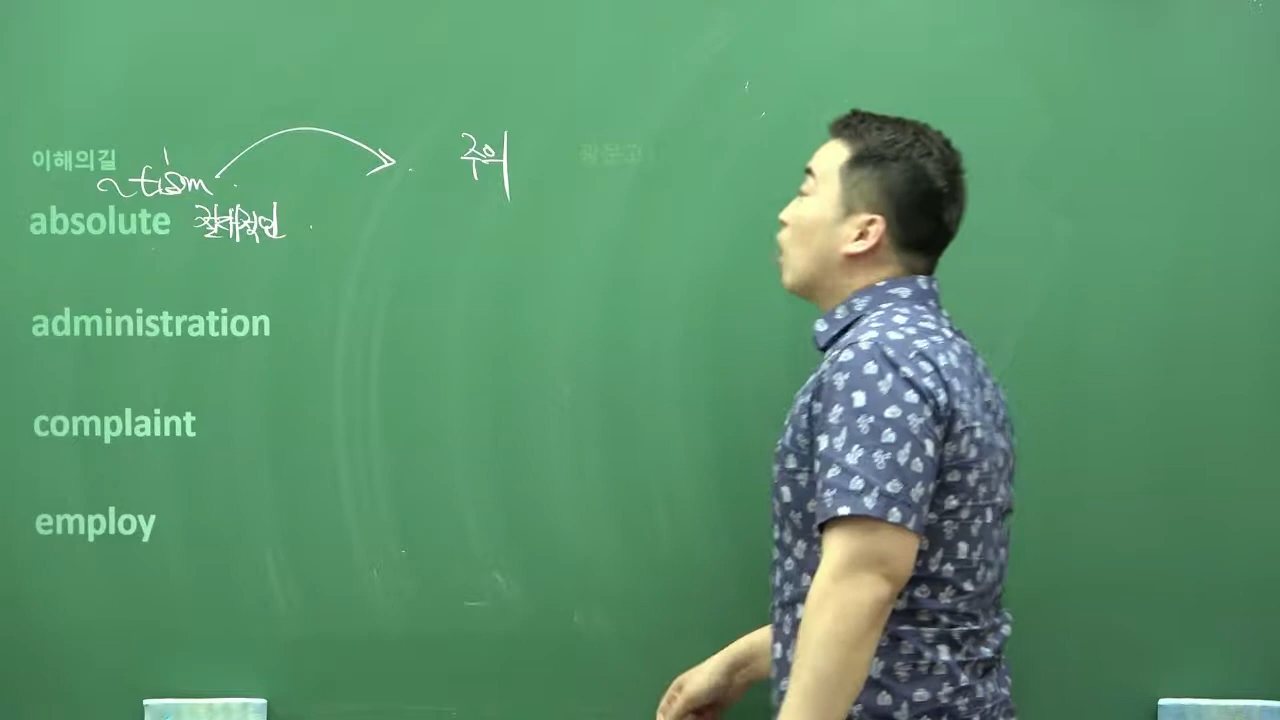 이해의길
~tism 주의
absolute 절대적인
administration
complaint
employ